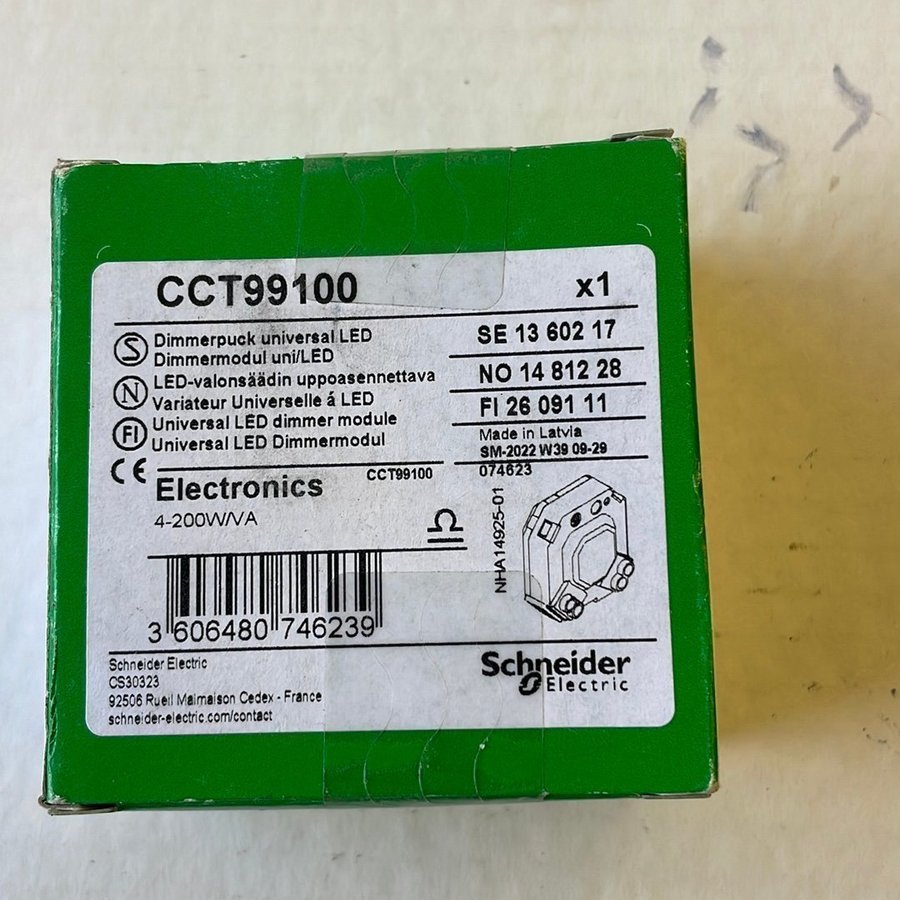 CCT99100 x1
S Dimmerpuck universal LED
Dimmermodul uni/LED
N LED-valonsäädin uppoasennettava
Variateur Universelle á LED
FI Universal LED dimmer module
Universal LED Dimmermodul
SE 13 602 17
NO 14 812 28
FI 26 091 11
Made in Latvia
SM-2022 W39 09-29
074623
CE Electronics CCT99100
4-200W/VA
NHA14925-01
3 606480 746239
Schneider Electric
CS30323
92506 Rueil Malmaison Cedex - France
schneider-electric.com/contact
Schneider
Electric